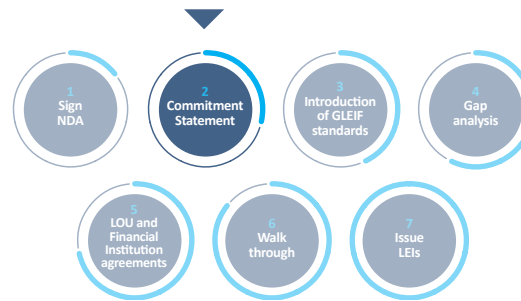 1
Sign
NDA
2
Commitment
Statement
3
Introduction
of GLEIF
standards
4
Gap
analysis
5
LOU and
Financial
Institution
agreements
6
Walk
through
7
Issue
LEIs